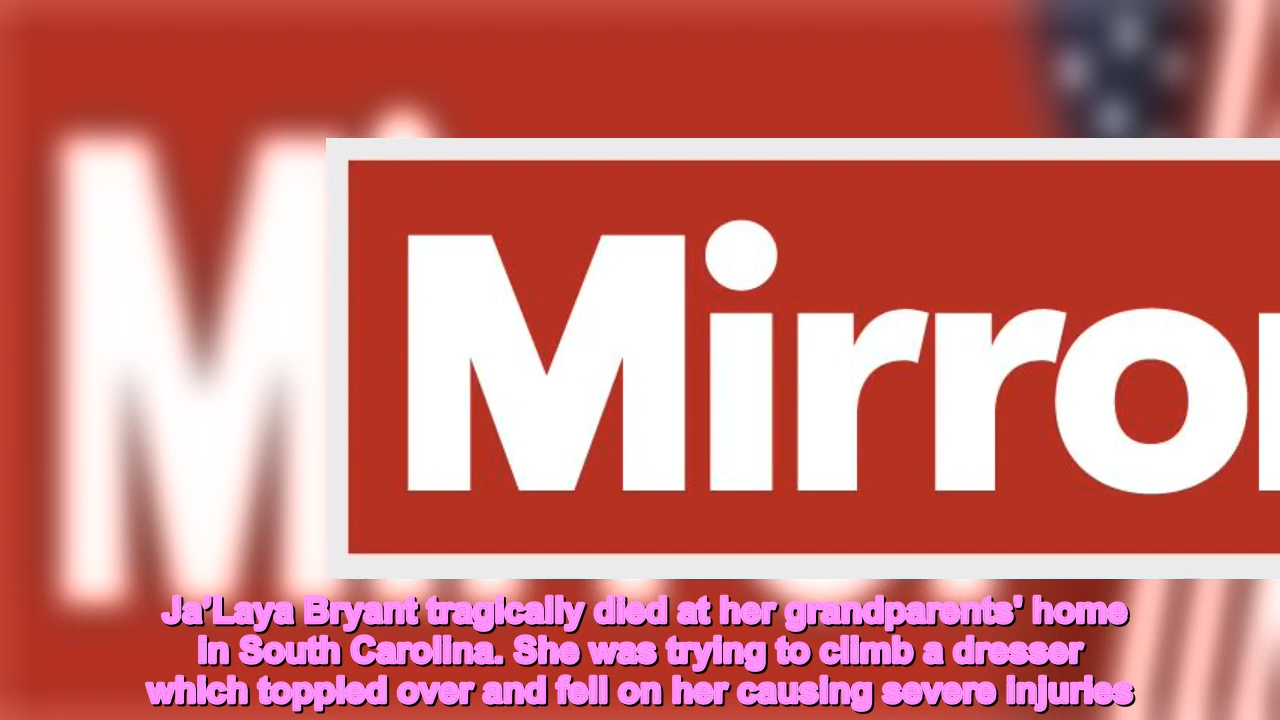 Mirror
Ja’Laya Bryant tragically died at her grandparents' home
in South Carolina. She was trying to climb a dresser
which toppled over and fell on her causing severe injuries